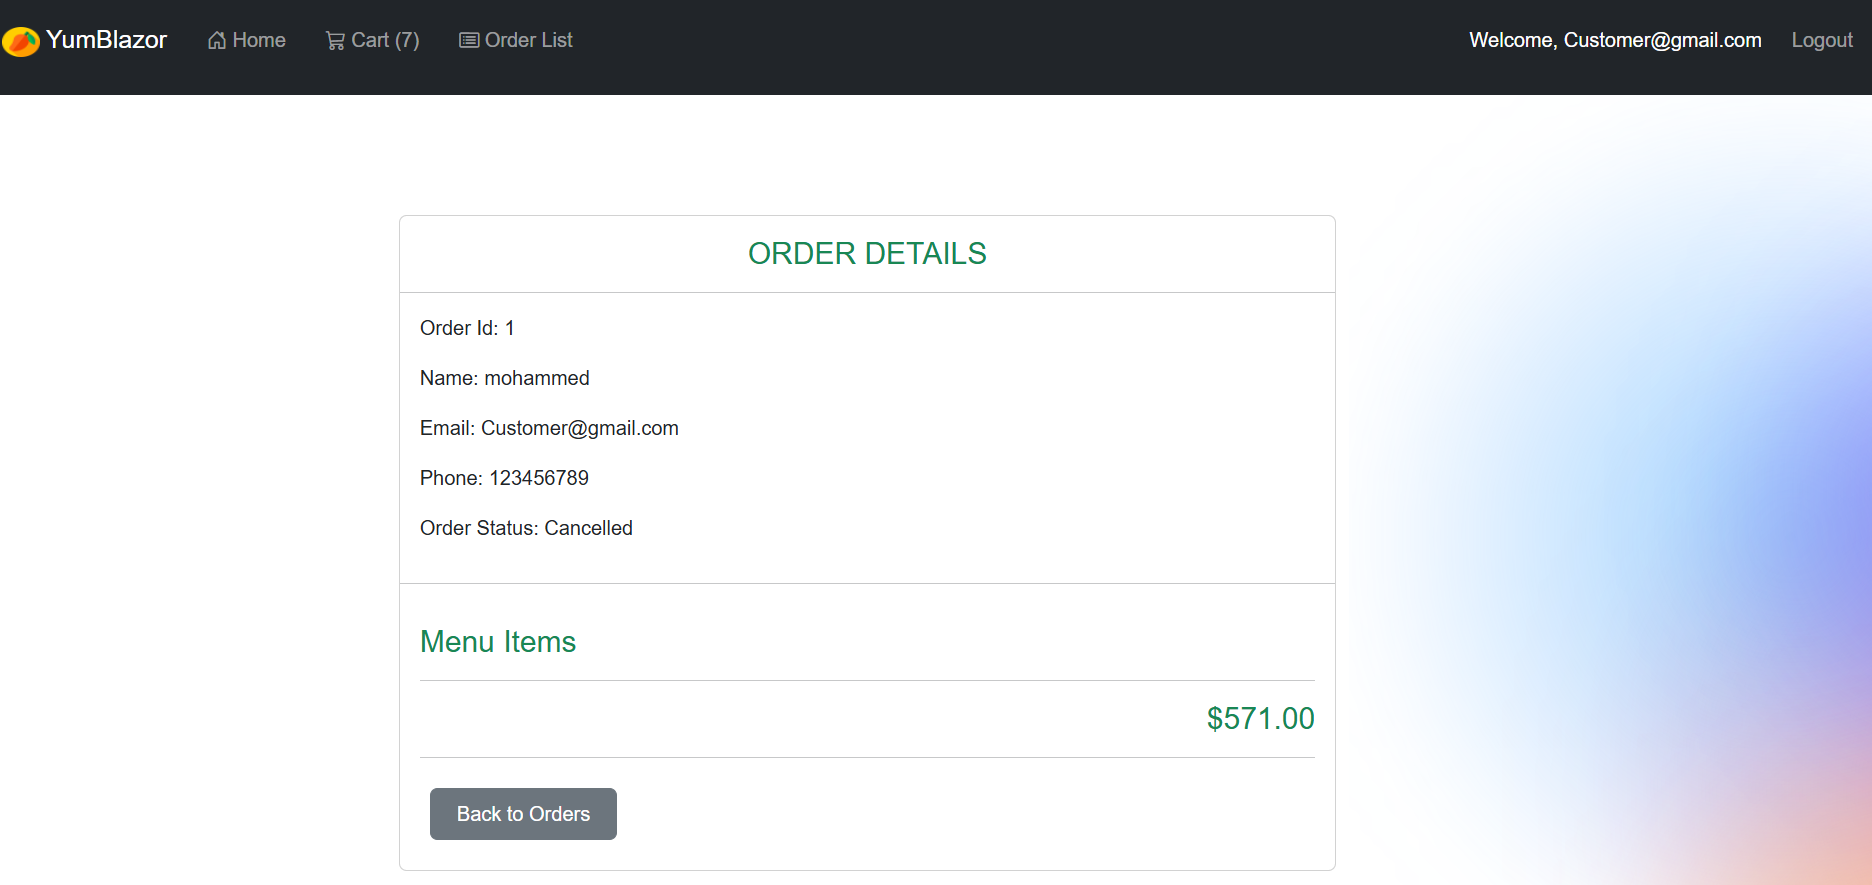 YumBlazor Home Cart (7) Order List Welcome, Customer@gmail.com Logout
ORDER DETAILS
Order Id: 1
Name: mohammed
Email: Customer@gmail.com
Phone: 123456789
Order Status: Cancelled
Menu Items
$571.00
Back to Orders